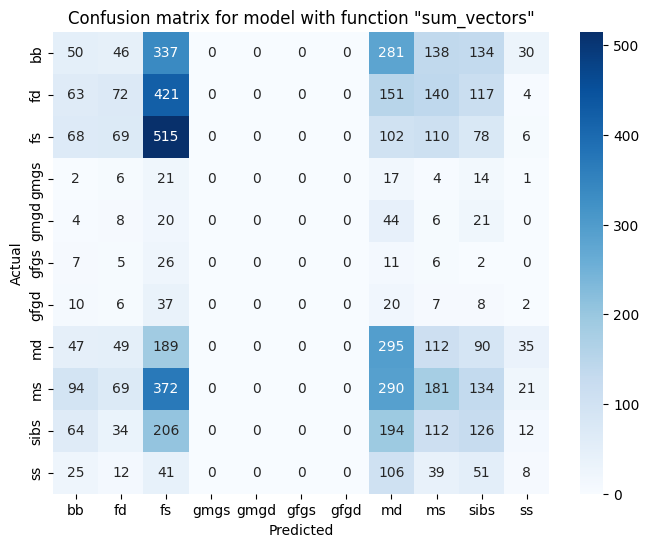 Confusion matrix for model with function "sum_vectors"
bb 50 46 337 0 0 0 0 281 138 134 30
fd 63 72 421 0 0 0 0 151 140 117 4
fs 68 69 515 0 0 0 0 102 110 78 6
gmgs 2 6 21 0 0 0 0 17 4 14 1
gmgd 4 8 20 0 0 0 0 44 6 21 0
gfgs 7 5 26 0 0 0 0 11 6 2 0
gfgd 10 6 37 0 0 0 0 20 7 8 2
md 47 49 189 0 0 0 0 295 112 90 35
ms 94 69 372 0 0 0 0 290 181 134 21
sibs 64 34 206 0 0 0 0 194 112 126 12
ss 25 12 41 0 0 0 0 106 39 51 8
bb fd fs gmgs gmgd gfgs gfgd md ms sibs ss
Predicted
Actual
500
400
300
200
100
0